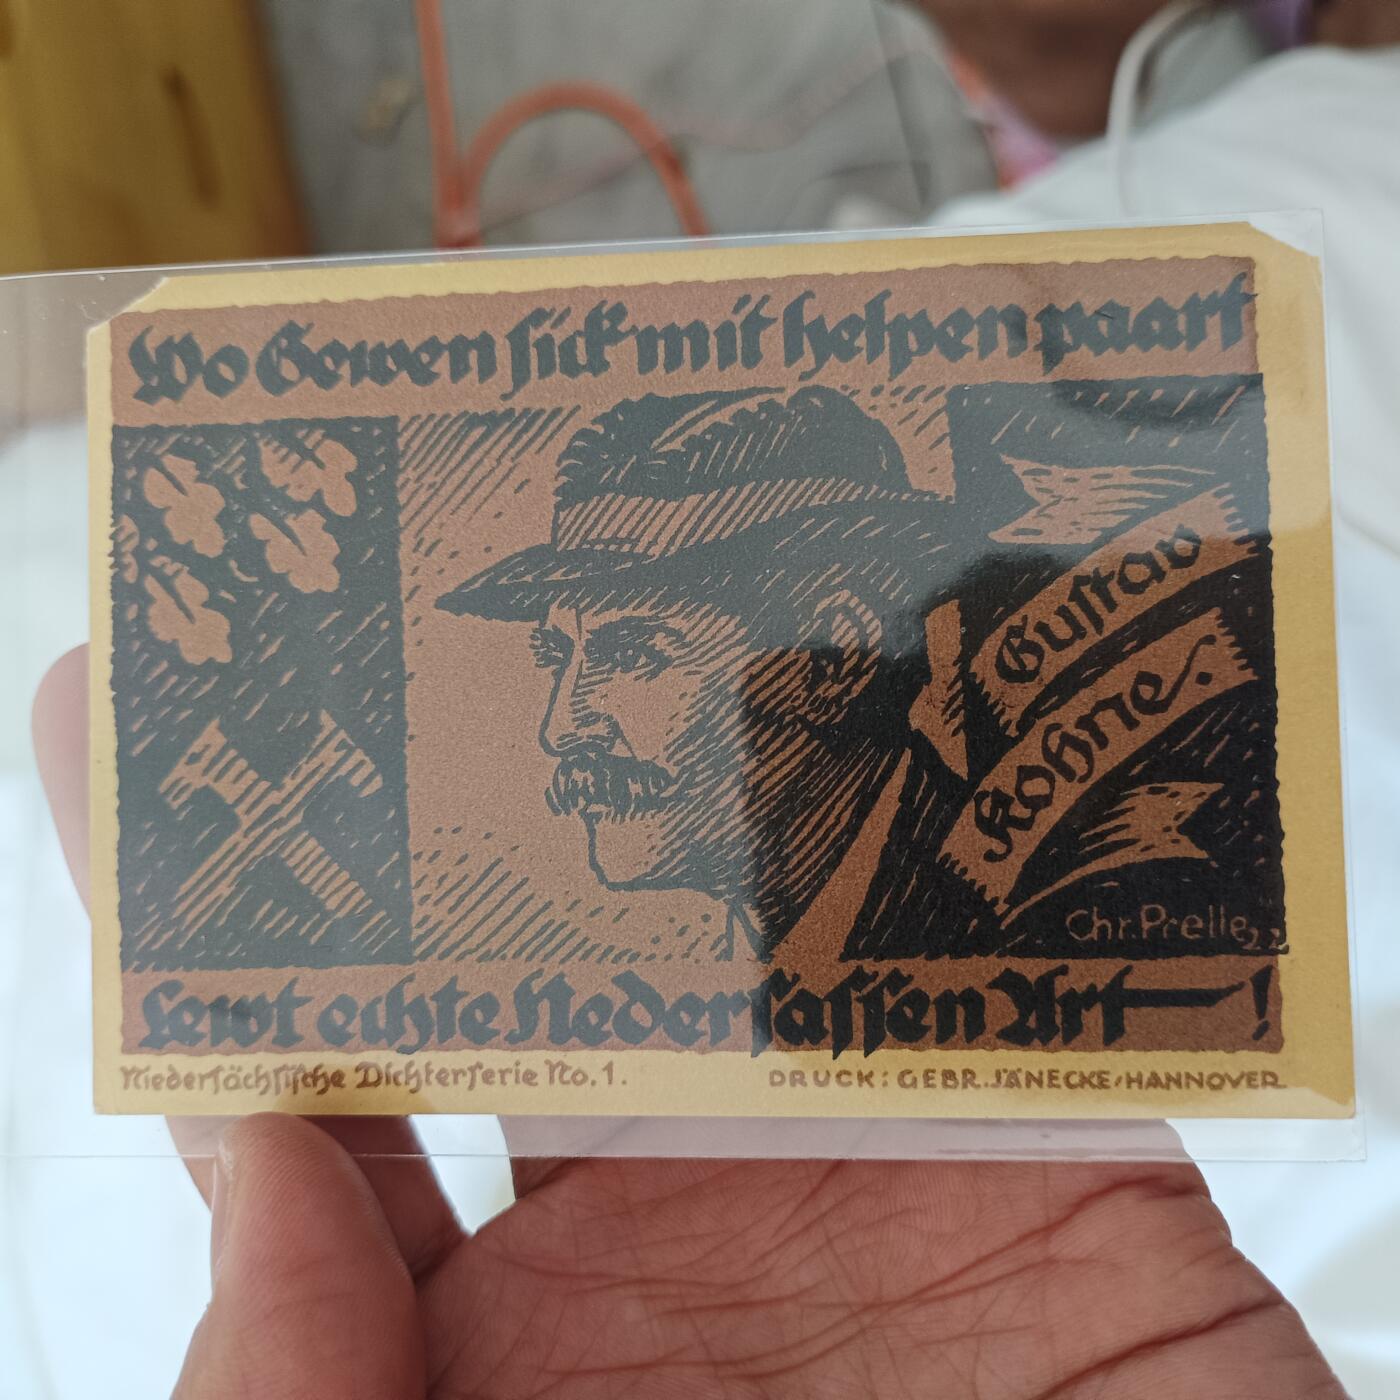 Wo Gewen sick mit helpen paart
Gustav
Kohne
Chr. Prelle 22
Lewt echte Nedersassen Art!
Niedersächsische Dichterserie No. 1.
DRUCK: GEBR. JÄNECKE, HANNOVER